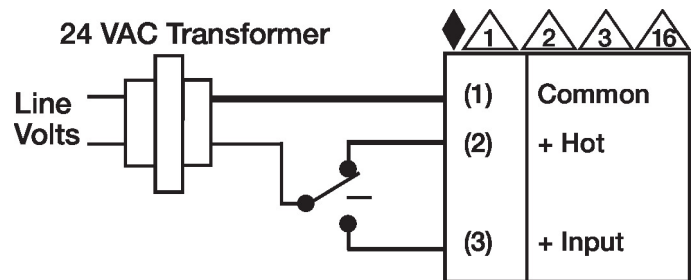 24 VAC Transformer
1 2 3 16
Line
Volts
(1) Common
(2) + Hot
(3) + Input